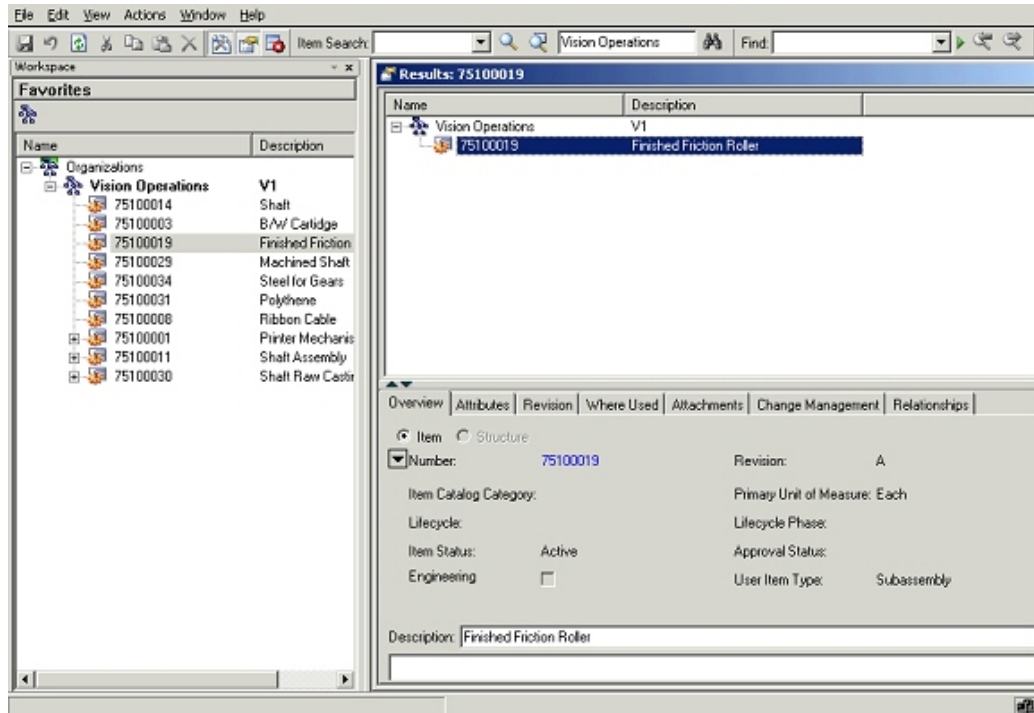 File Edit View Actions Window Help
Item Search: Vision Operations Find:
Workspace
Favorites
Name Description
Organizations
Vision Operations V1
75100014 Shaft
75100003 B/W Catidge
75100019 Finished Friction
75100029 Machined Shaft
75100034 Steel for Gears
75100031 Polythene
75100008 Ribbon Cable
75100001 Printer Mechanis
75100011 Shaft Assembly
75100030 Shaft Raw Castir
Results: 75100019
Name Description
Vision Operations V1
75100019 Finished Friction Roller
Overview Attributes Revision Where Used Attachments Change Management Relationships
Item Structure
Number: 75100019 Revision: A
Item Catalog Category: Primary Unit of Measure: Each
Lifecycle: Lifecycle Phase:
Item Status: Active Approval Status:
Engineering User Item Type: Subassembly
Description: Finished Friction Roller